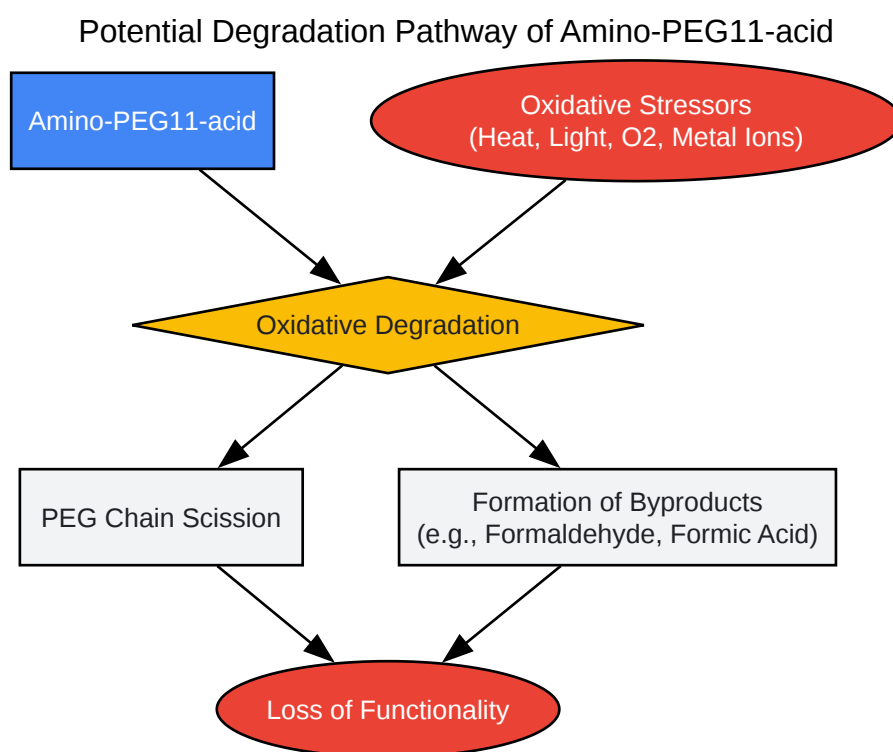 Potential Degradation Pathway of Amino-PEG11-acid
Amino-PEG11-acid
Oxidative Stressors
(Heat, Light, O2, Metal Ions)
Oxidative Degradation
PEG Chain Scission
Formation of Byproducts
(e.g., Formaldehyde, Formic Acid)
Loss of Functionality